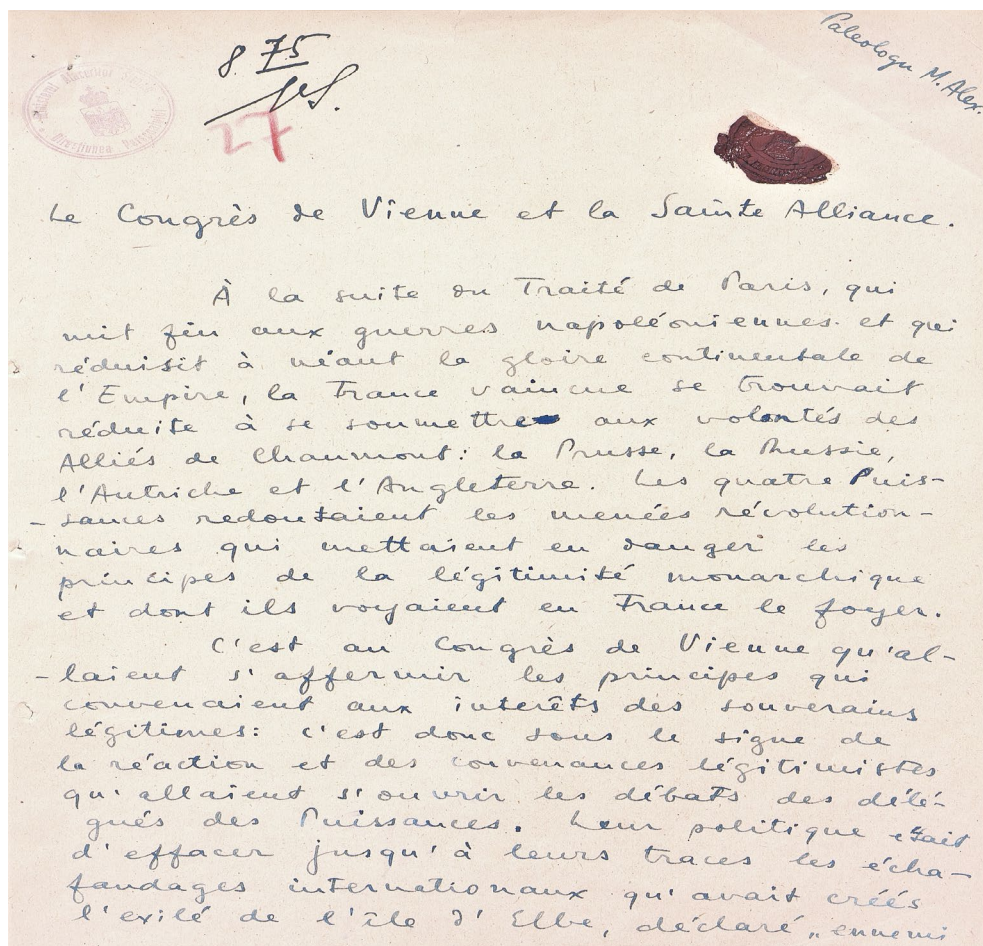 Paleologu M. Alex.
8.75
27
Le Congrès de Vienne et la Sainte Alliance.
À la suite du Traité de Paris, qui
mit fin aux guerres napoléoniennes et qui
réduisit à néant la gloire continentale de
l'Empire, la France vaincue se trouvait
réduite à se soumettre aux volontés des
Alliés de Chaumont: la Prusse, la Russie,
l'Autriche et l'Angleterre. Les quatre Puis-
-sances redoutaient les menées révolution-
naires qui mettaient en danger les
principes de la légitimité monarchique
et dont ils voyaient en France le foyer.
C'est au Congrès de Vienne qu'al-
-laient s'affermir les principes qui
convenaient aux intérêts des souverains
légitimes: c'est donc sous le signe de
la réaction et des convenances légitimistes
qu'allaient s'ouvrir les débats des délé-
gués des Puissances. Leur politique était
d'effacer jusqu'à leurs traces les écha-
faudages internationaux qu'avait créés
l'exilé de l'île d'Elbe, déclaré „ennemi